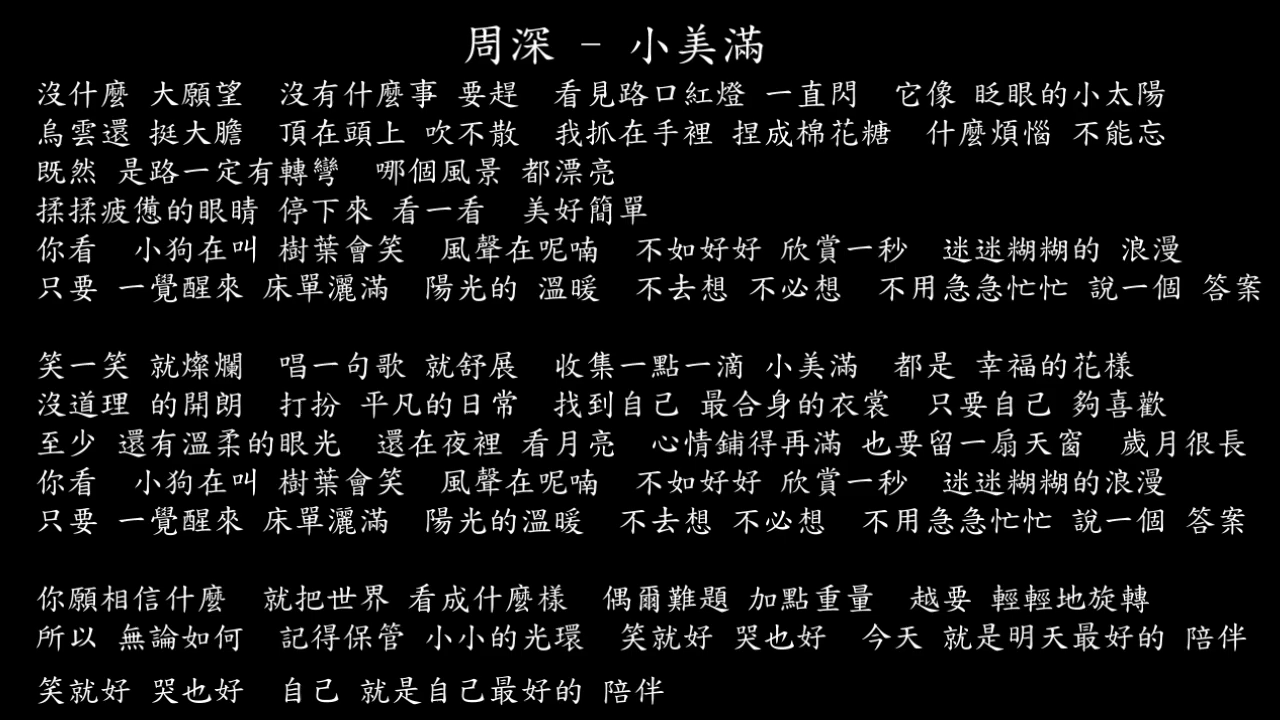 周深 - 小美滿
沒什麼 大願望　沒有什麼事 要趕　看見路口紅燈 一直閃　它像 眨眼的小太陽
烏雲還 挺大膽　頂在頭上 吹不散　我抓在手裡 捏成棉花糖　什麼煩惱 不能忘
既然 是路一定有轉彎　哪個風景 都漂亮
揉揉疲憊的眼睛 停下來 看一看　美好簡單
你看　小狗在叫 樹葉會笑　風聲在呢喃　不如好好 欣賞一秒　迷迷糊糊的 浪漫
只要 一覺醒來 床單灑滿　陽光的 溫暖　不去想 不必想　不用急急忙忙 說一個 答案
笑一笑 就燦爛　唱一句歌 就舒展　收集一點一滴 小美滿　都是 幸福的花樣
沒道理 的開朗　打扮 平凡的日常　找到自己 最合身的衣裳　只要自己 夠喜歡
至少 還有溫柔的眼光　還在夜裡 看月亮　心情鋪得再滿 也要留一扇天窗　歲月很長
你看　小狗在叫 樹葉會笑　風聲在呢喃　不如好好 欣賞一秒　迷迷糊糊的浪漫
只要 一覺醒來 床單灑滿　陽光的溫暖　不去想 不必想　不用急急忙忙 說一個 答案
你願相信什麼　就把世界 看成什麼樣　偶爾難題 加點重量　越要 輕輕地旋轉
所以 無論如何　記得保管 小小的光環　笑就好 哭也好　今天 就是明天最好的 陪伴
笑就好 哭也好　自己 就是自己最好的 陪伴